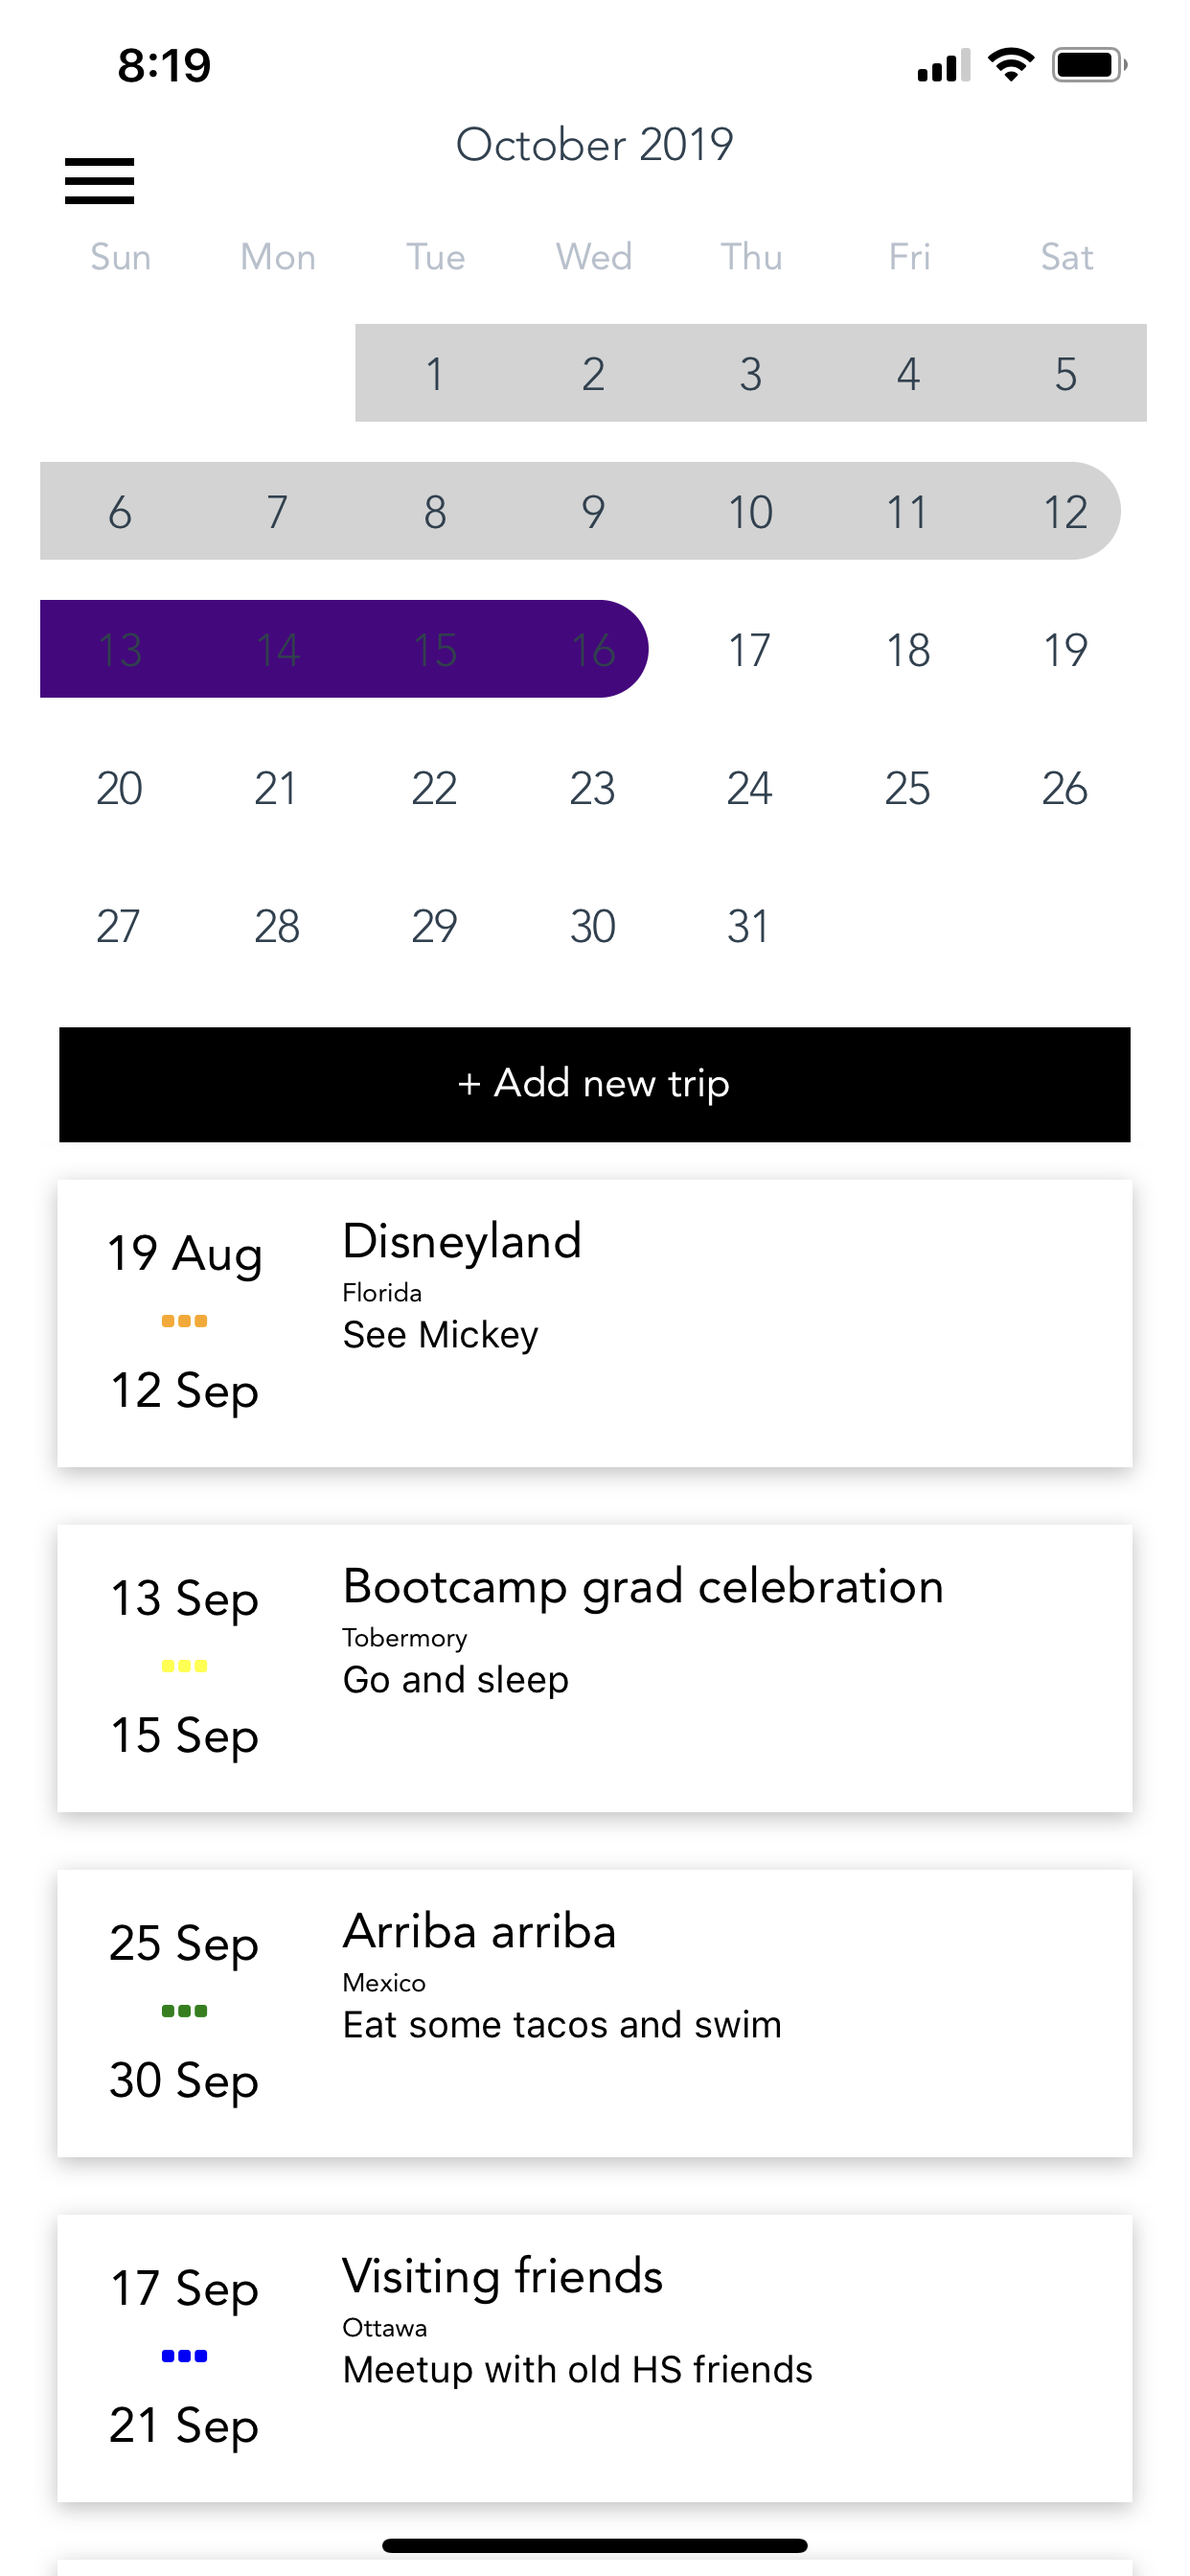 8:19
October 2019
Sun Mon Tue Wed Thu Fri Sat
1 2 3 4 5
6 7 8 9 10 11 12
13 14 15 16 17 18 19
20 21 22 23 24 25 26
27 28 29 30 31
+ Add new trip
19 Aug
12 Sep
Disneyland
Florida
See Mickey
13 Sep
15 Sep
Bootcamp grad celebration
Tobermory
Go and sleep
25 Sep
30 Sep
Arriba arriba
Mexico
Eat some tacos and swim
17 Sep
21 Sep
Visiting friends
Ottawa
Meetup with old HS friends